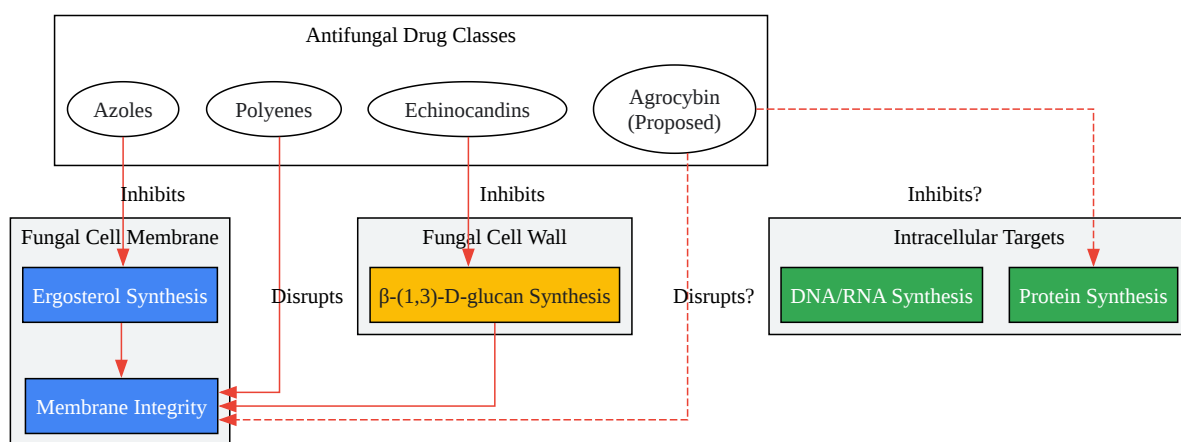 Antifungal Drug Classes
Azoles
Polyenes
Echinocandins
Agrocybin
(Proposed)
Inhibits
Inhibits
Inhibits?
Fungal Cell Membrane
Fungal Cell Wall
Intracellular Targets
Ergosterol Synthesis
Disrupts
β-(1,3)-D-glucan Synthesis
Disrupts?
DNA/RNA Synthesis
Protein Synthesis
Membrane Integrity